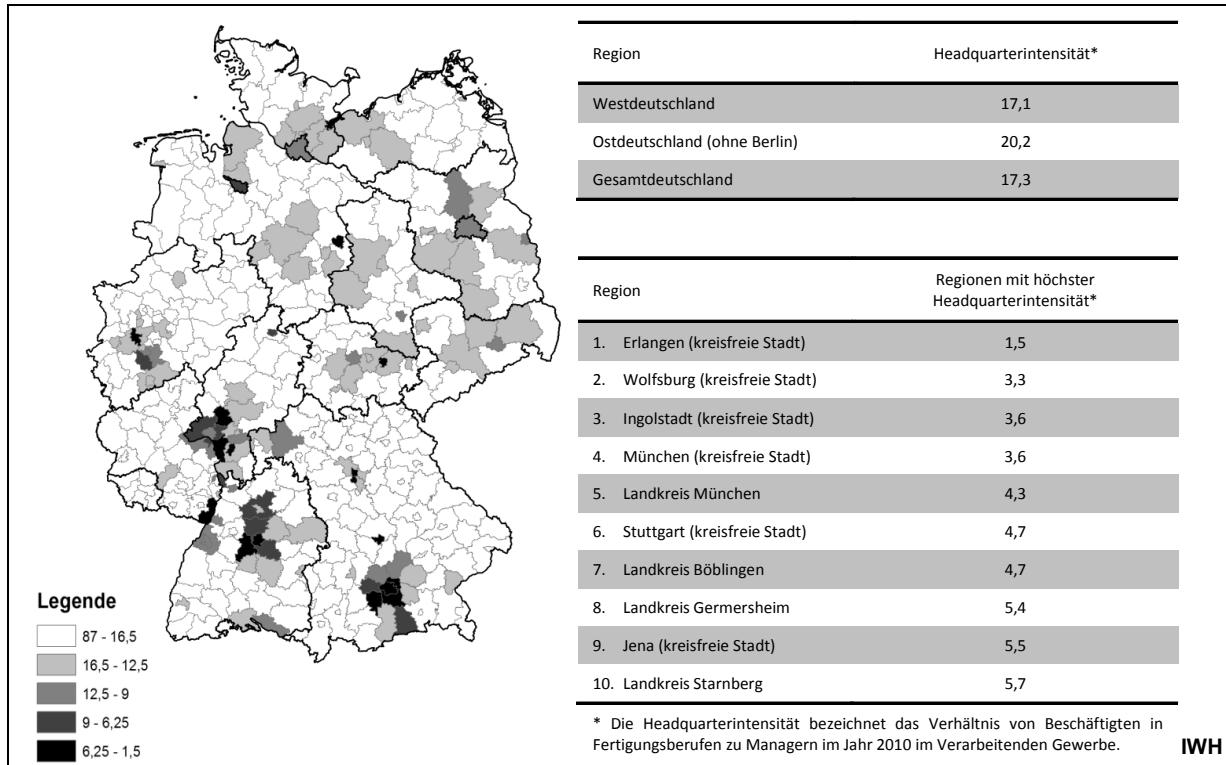 Region Headquarterintensität*
Westdeutschland 17,1
Ostdeutschland (ohne Berlin) 20,2
Gesamtdeutschland 17,3
Region Regionen mit höchster
Headquarterintensität*
1. Erlangen (kreisfreie Stadt) 1,5
2. Wolfsburg (kreisfreie Stadt) 3,3
3. Ingolstadt (kreisfreie Stadt) 3,6
4. München (kreisfreie Stadt) 3,6
5. Landkreis München 4,3
6. Stuttgart (kreisfreie Stadt) 4,7
7. Landkreis Böblingen 4,7
8. Landkreis Germersheim 5,4
9. Jena (kreisfreie Stadt) 5,5
10. Landkreis Starnberg 5,7
* Die Headquarterintensität bezeichnet das Verhältnis von Beschäftigten in
Fertigungsberufen zu Managern im Jahr 2010 im Verarbeitenden Gewerbe.
IWH
Legende
87 - 16,5
16,5 - 12,5
12,5 - 9
9 - 6,25
6,25 - 1,5